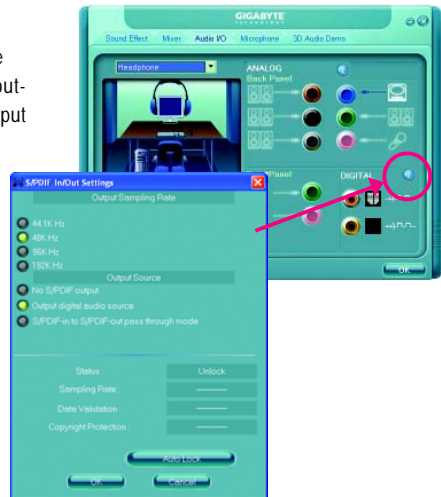 e
out-
put
GIGABYTE
Sound Effect Mixer Audio I/O Microphone 3D Audio Demo
Headphone
ANALOG
Back Panel
Panel
DIGITAL
OK
S/PDIF In/Out Settings
Output Sampling Rate
44.1K Hz
48K Hz
96K Hz
192K Hz
Output Source
No S/PDIF output
Output digital audio source
S/PDIF-in to S/PDIF-out pass through mode
Status : Unlock
Sampling Rate :
Data Validation :
Copyright Protection :
Auto Lock
OK Cancel